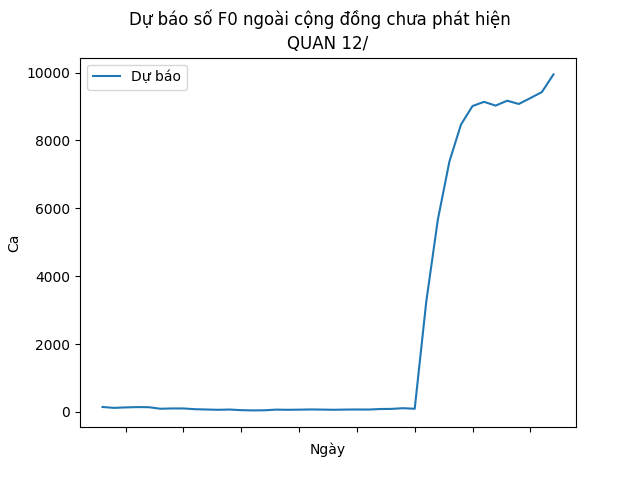 Dự báo số F0 ngoài cộng đồng chưa phát hiện
QUAN 12/
Dự báo
10000
8000
6000
4000
2000
0
Ca
Ngày